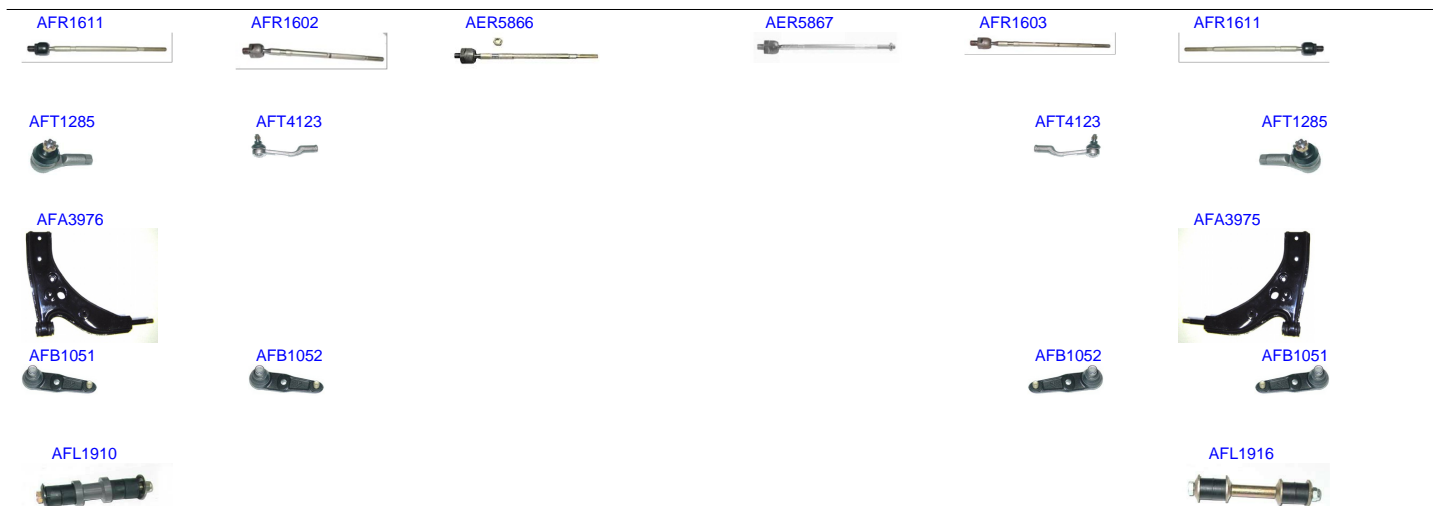 AFR1611 AFR1602 AER5866 AER5867 AFR1603 AFR1611
AFT1285 AFT4123 AFT4123 AFT1285
AFA3976 AFA3975
AFB1051 AFB1052 AFB1052 AFB1051
AFL1910 AFL1916